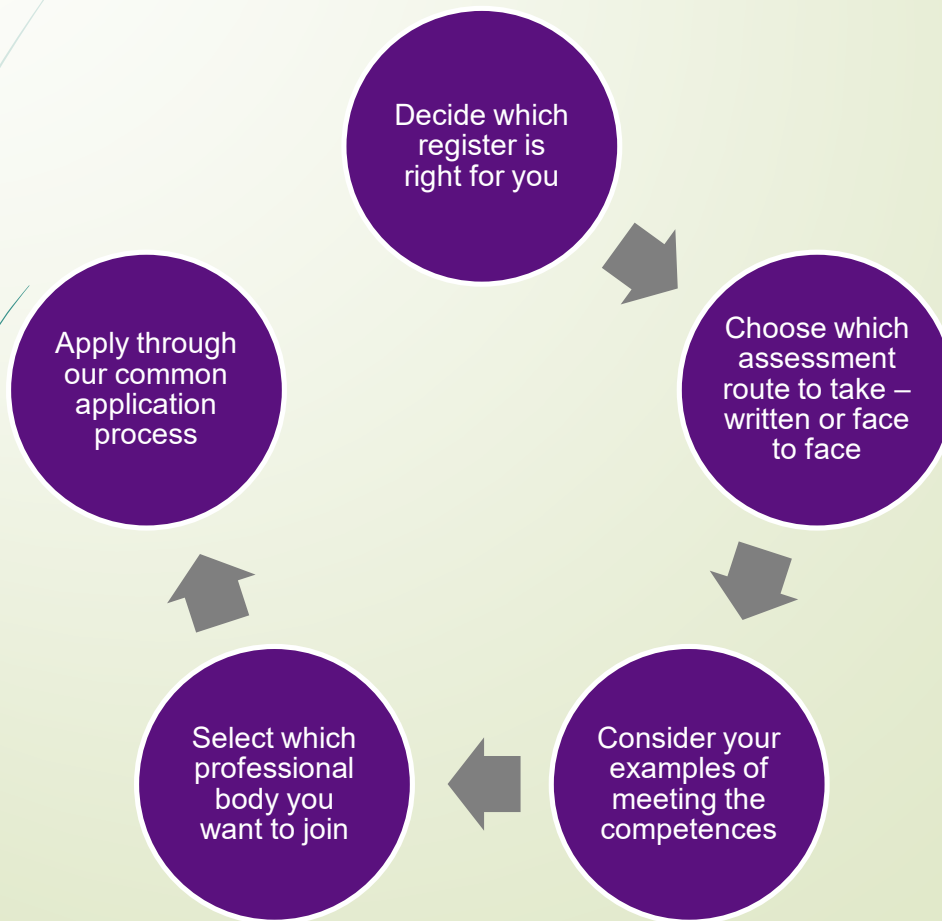 Decide which
register is
right for you
Choose which
assessment
route to take –
written or face
to face
Consider your
examples of
meeting the
competences
Select which
professional
body you
want to join
Apply through
our common
application
process